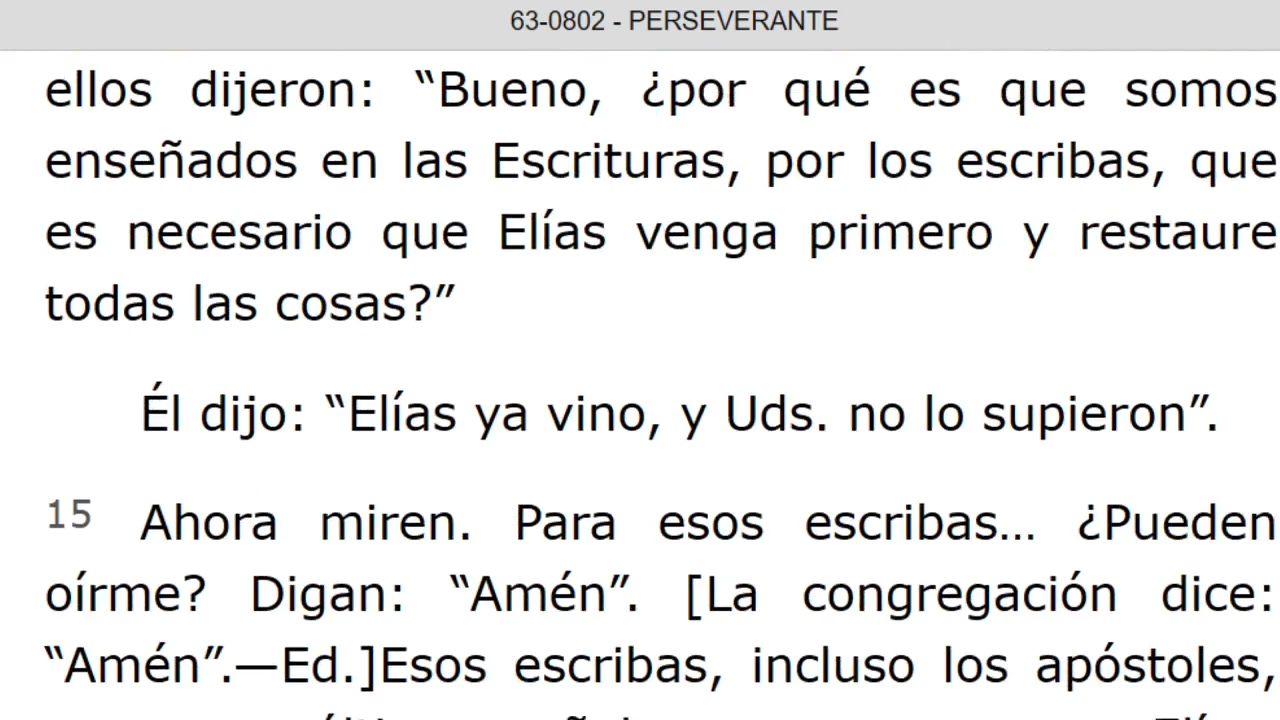 63-0802 - PERSEVERANTE
ellos dijeron: “Bueno, ¿por qué es que somos
enseñados en las Escrituras, por los escribas, que
es necesario que Elías venga primero y restaure
todas las cosas?”
Él dijo: “Elías ya vino, y Uds. no lo supieron”.
15 Ahora miren. Para esos escribas… ¿Pueden
oírme? Digan: “Amén”. [La congregación dice:
“Amén”.—Ed.]Esos escribas, incluso los apóstoles,